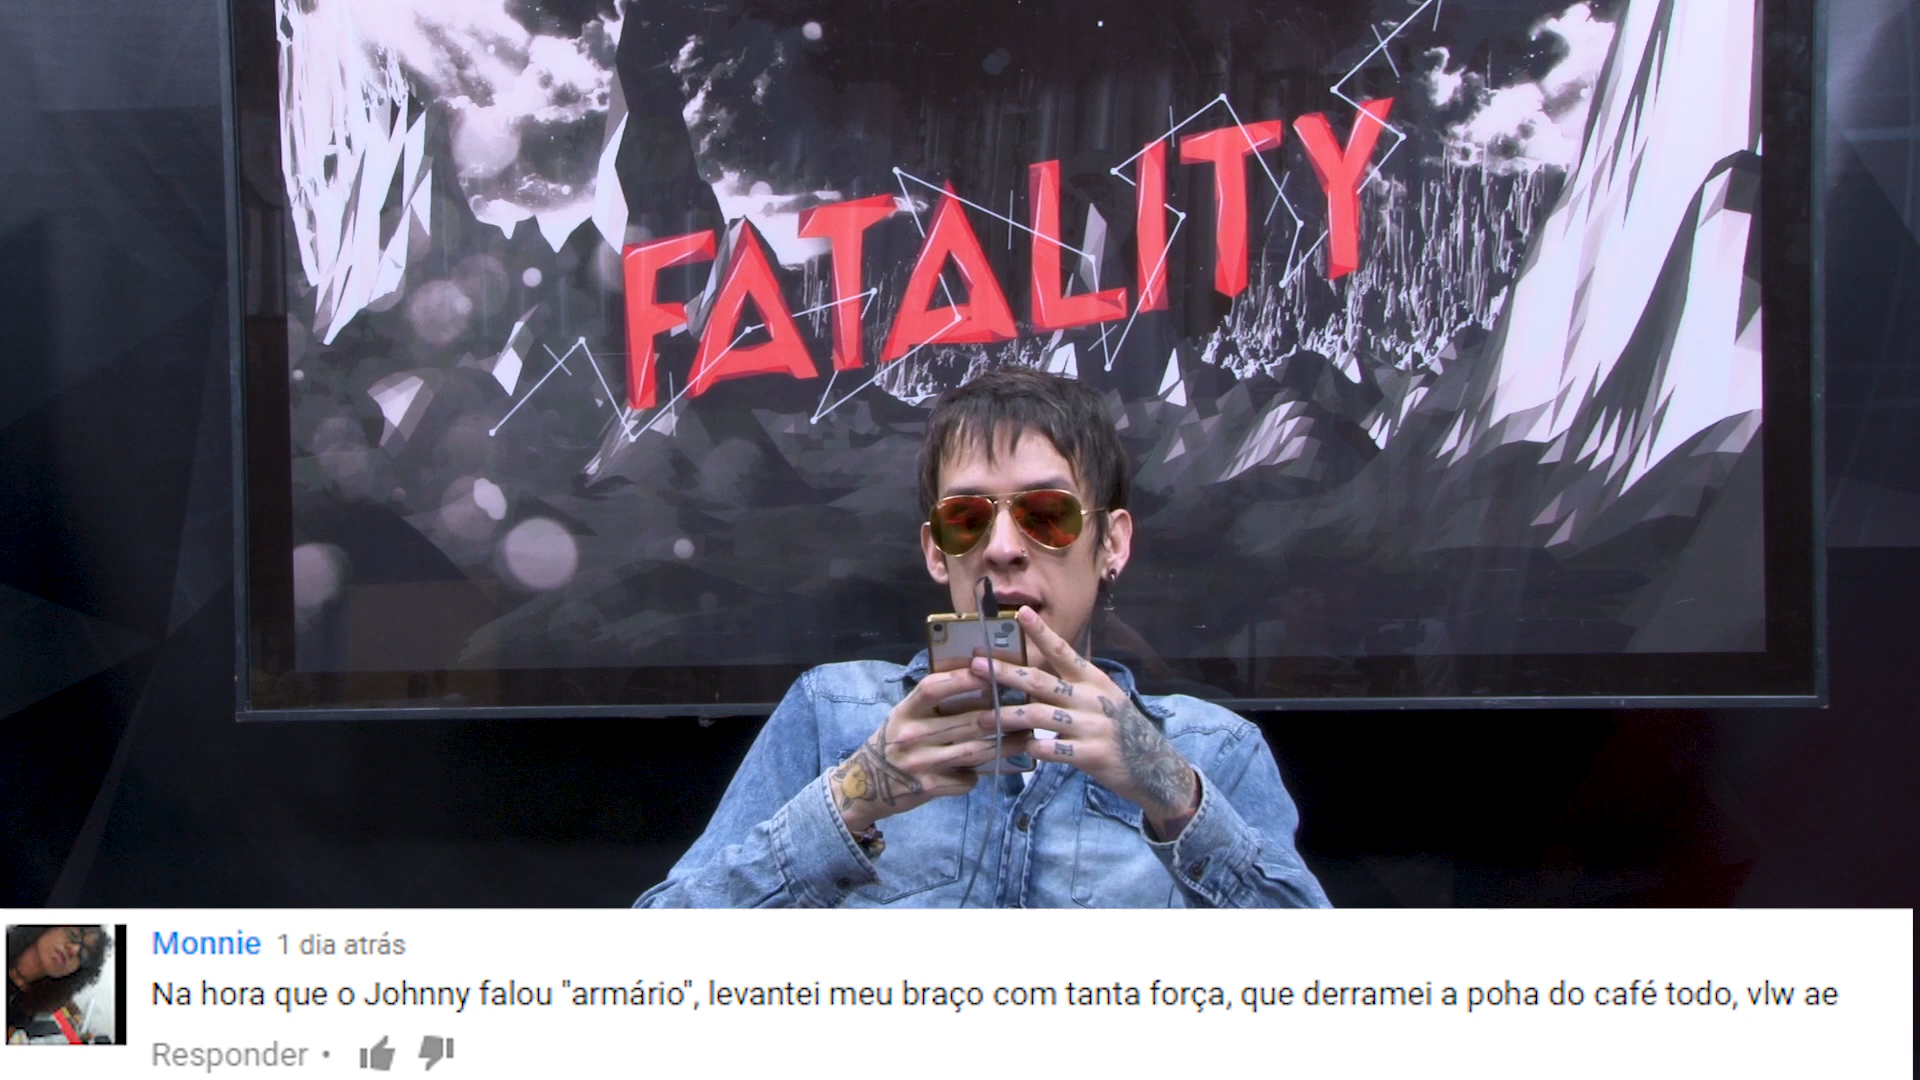 FATALITY
Monnie 1 dia atrás
Na hora que o Johnny falou "armário", levantei meu braço com tanta força, que derramei a poha do café todo, vlw ae
Responder •